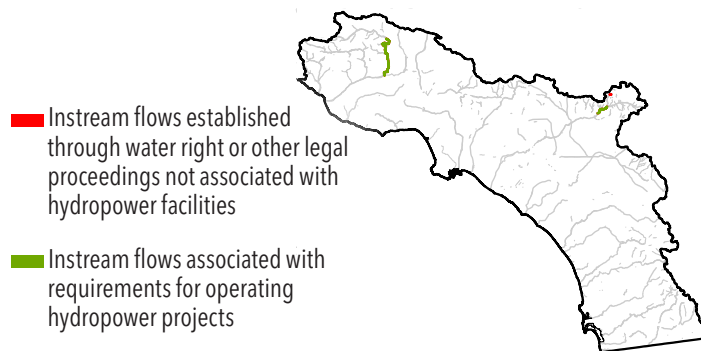 Instream flows established
through water right or other legal
proceedings not associated with
hydropower facilities
Instream flows associated with
requirements for operating
hydropower projects